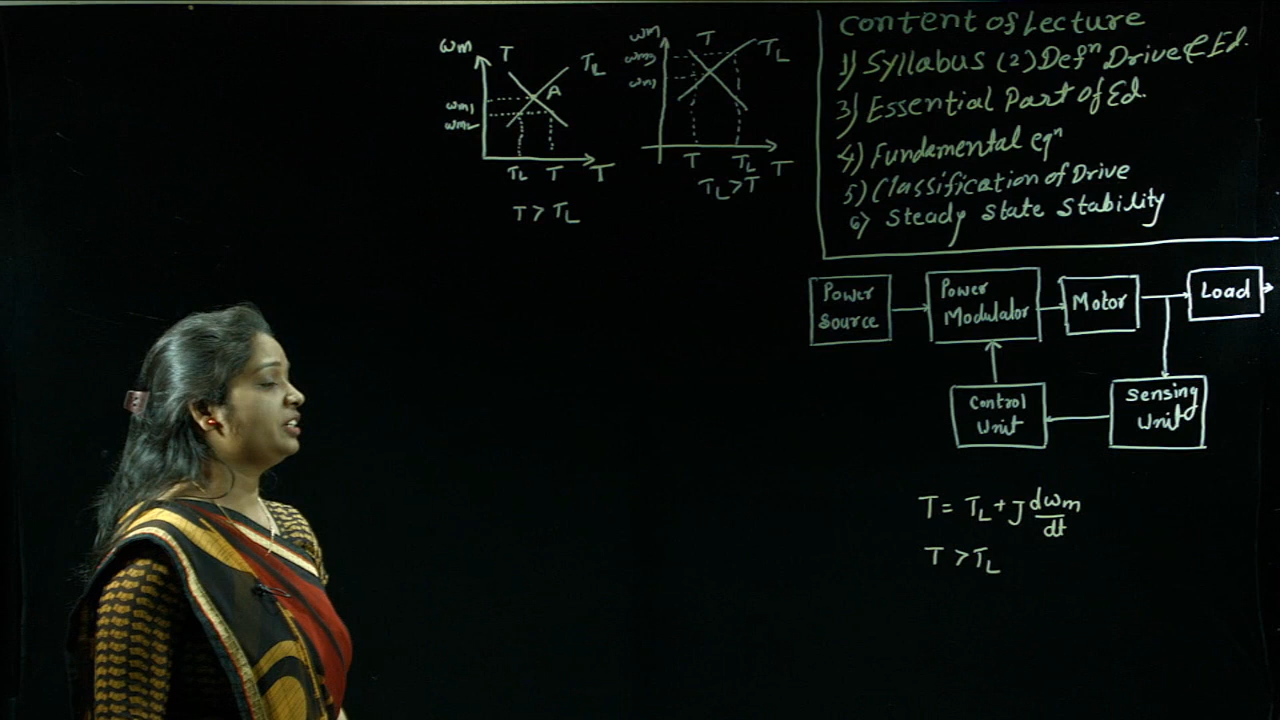 Content of Lecture
1) Syllabus (2) Defⁿ Drive & Ed.
3) Essential Part of Ed.
4) Fundamental eqⁿ
5) Classification of Drive
6) Steady State Stability
ωm T TL
A
ωm1
ωm2
TL T T
T > TL
ωm T TL
ωm2
ωm1
T TL T
TL > T
Power Source
Power Modulator
Motor
Load
Control Unit
Sensing Unit
T = TL + J dωm/dt
T > TL